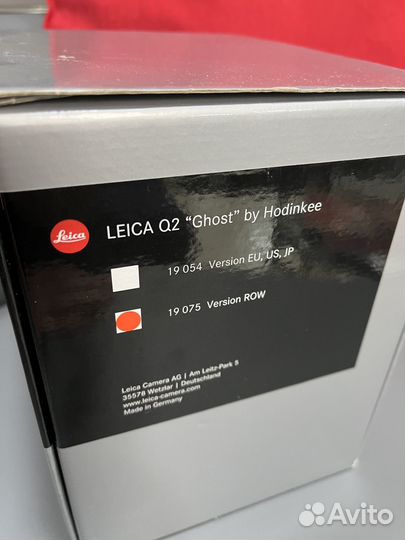 Leica
LEICA Q2 “Ghost” by Hodinkee
19 054 Version EU, US, JP
19 075 Version ROW
Leica Camera AG | Am Leitz-Park 5
35578 Wetzlar | Deutschland
www.leica-camera.com
Made in Germany
Avito